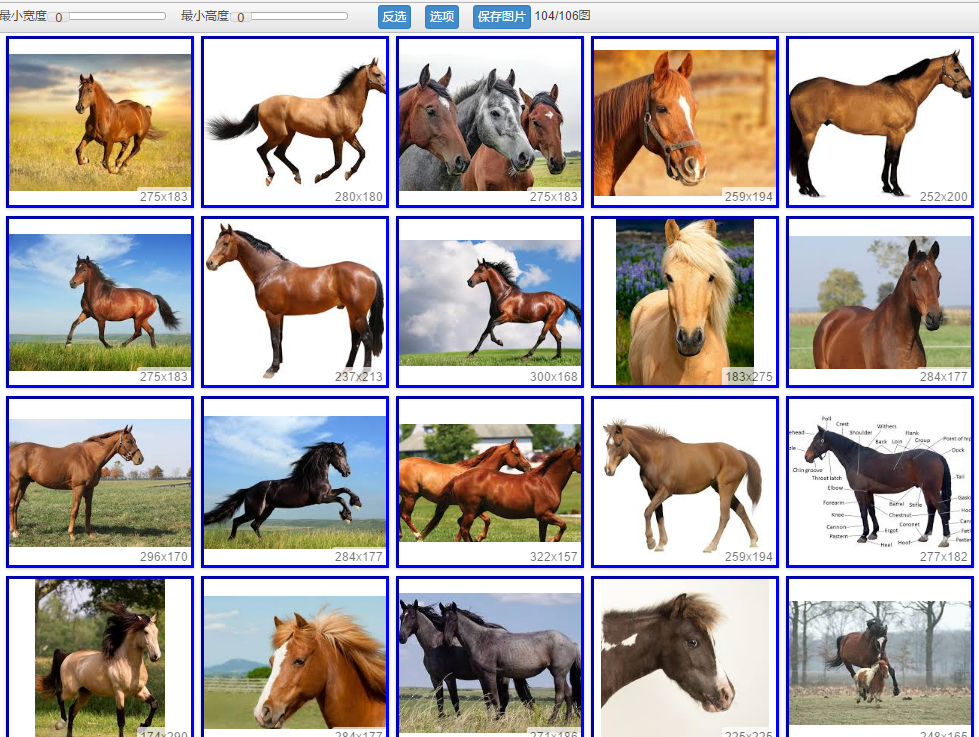 最小宽度 0 最小高度 0 反选 选项 保存图片 104/106图
275x183 280x180 275x183 259x194 252x200
275x183 237x213 300x168 183x275 284x177
Poll
Crest
Withers
Shoulder
Flank
Back Loin Croup
Point of hip
Dock
Chin groove
Throat latch
Tail
Elbow
Forearm
Barrel Stifle
Knee
Chestnut
Cannon
Coronet
Ergot
Pastern
Heel
Hoof
296x170 284x177 322x157 259x194 277x182
174x290 284x177 271x186 225x225 248x165